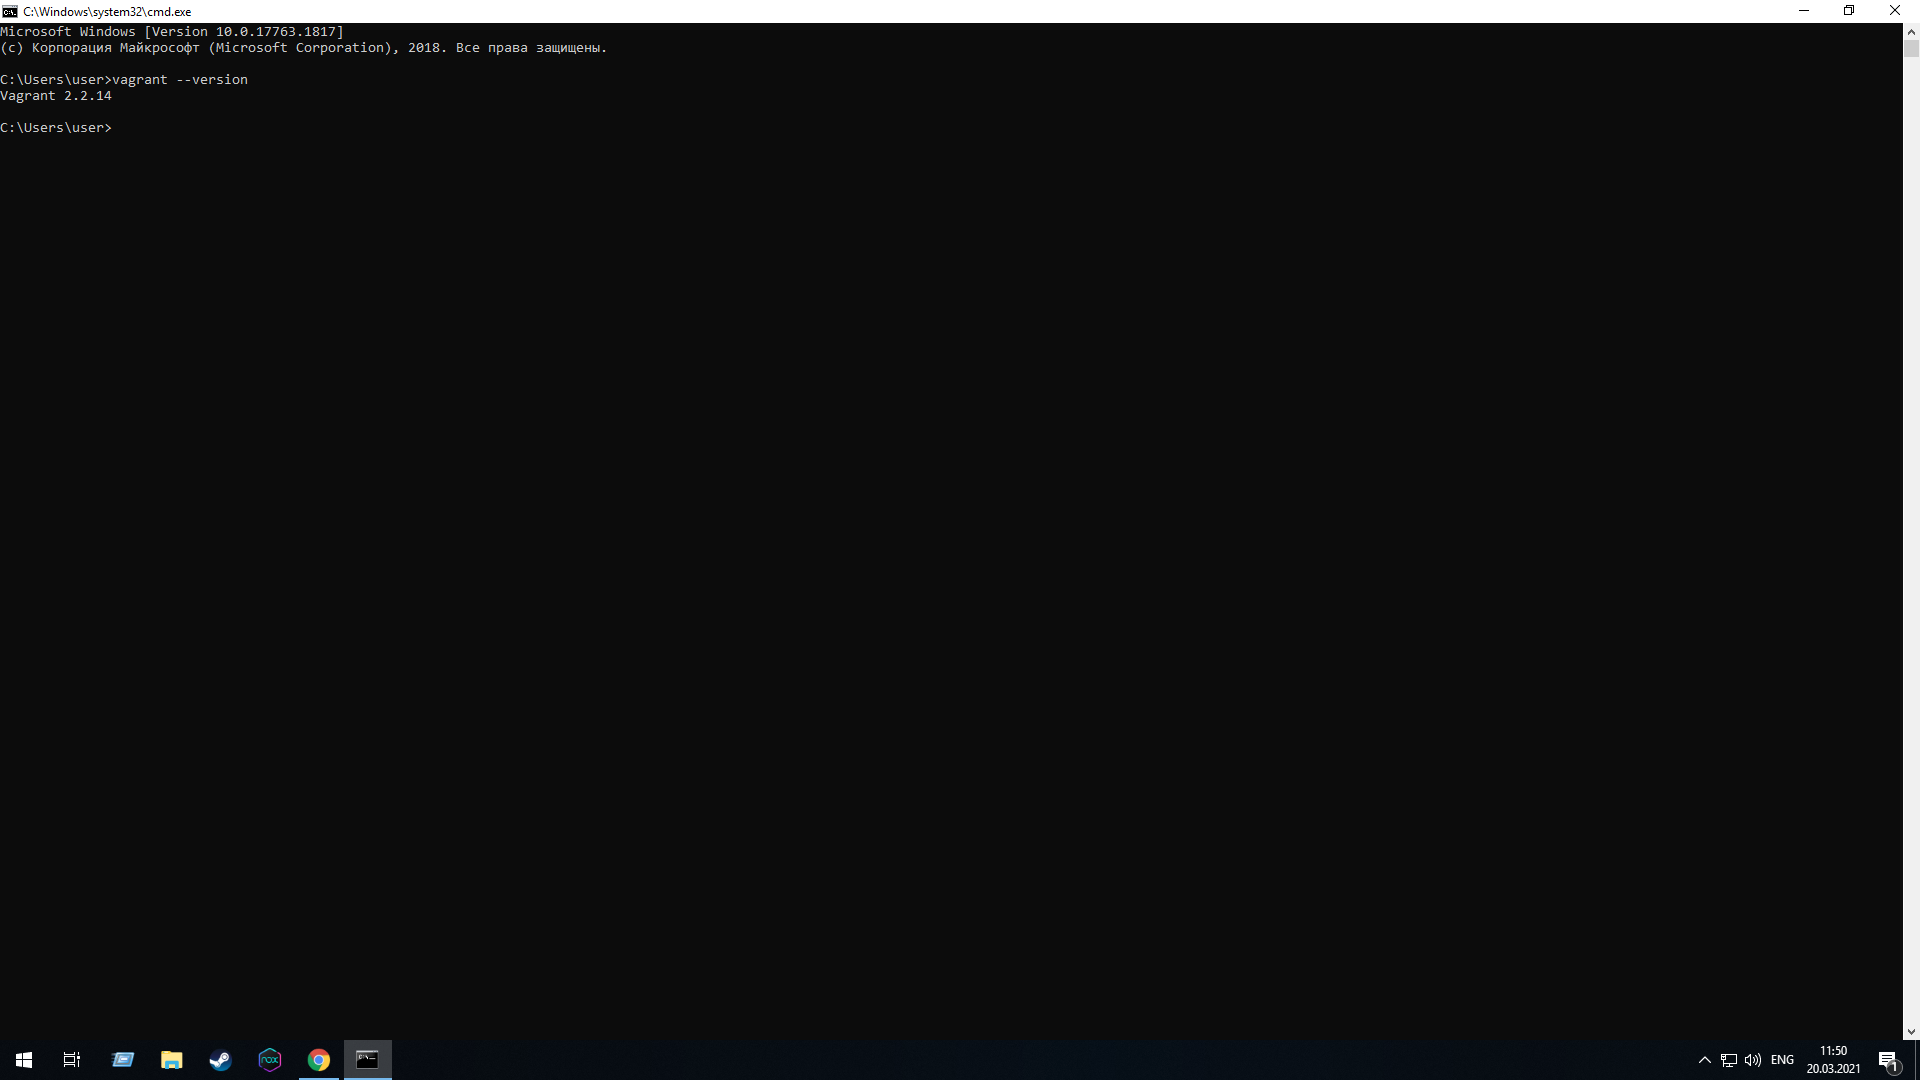 C:\Windows\system32\cmd.exe
Microsoft Windows [Version 10.0.17763.1817]
(c) Корпорация Майкрософт (Microsoft Corporation), 2018. Все права защищены.
C:\Users\user>vagrant --version
Vagrant 2.2.14
C:\Users\user>
nox
ENG
11:50
20.03.2021
1